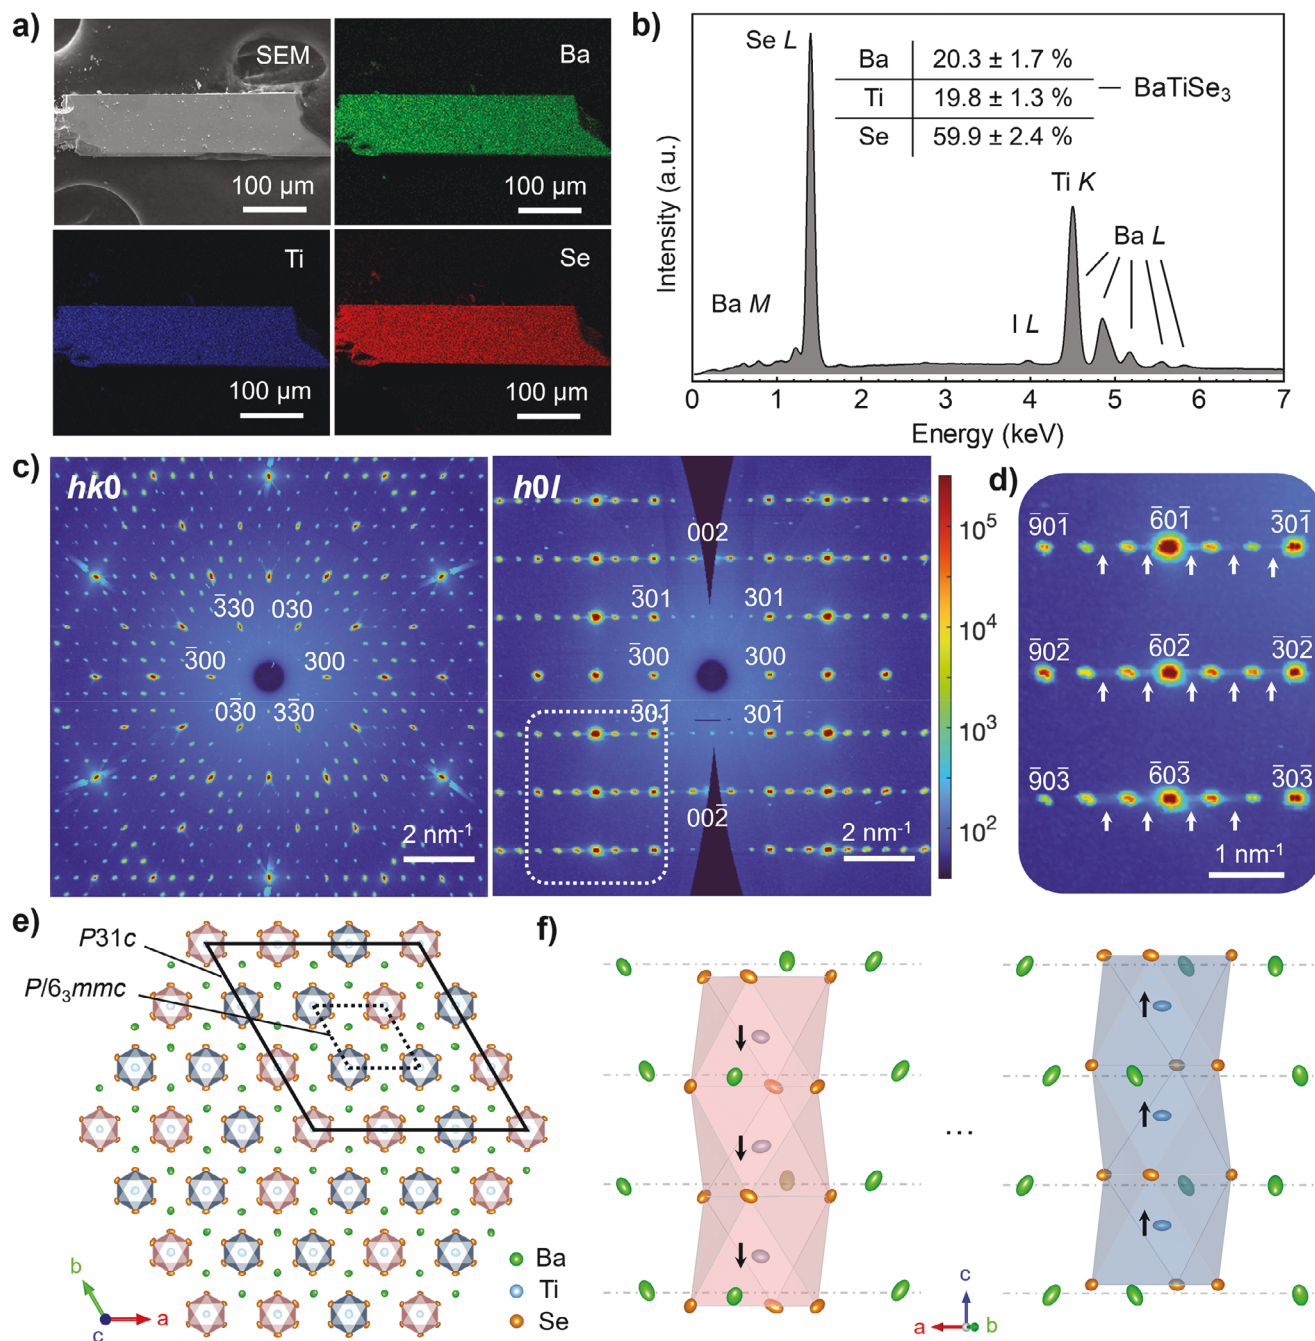 a)
SEM
Ba
100 µm
100 µm
Ti
Se
100 µm
100 µm
b)
Se L
Ba 20.3 ± 1.7 %
Ti 19.8 ± 1.3 %
Se 59.9 ± 2.4 %
BaTiSe₃
Ti K
Ba L
Ba M
I L
Intensity (a.u.)
0 1 2 3 4 5 6 7
Energy (keV)
c)
hk0
3̅30 030
3̅00 300
03̅0 33̅0
2 nm⁻¹
h0l
002
3̅01 301
3̅00 300
3̅01̅ 301̅
002̅
2 nm⁻¹
10⁵
10⁴
10³
10²
d)
9̅01̅ 6̅01̅ 3̅01̅
9̅02̅ 6̅02̅ 3̅02̅
9̅03̅ 6̅03̅ 3̅03̅
1 nm⁻¹
e)
P31c
P/6₃mmc
b
a
c
Ba
Ti
Se
f)
...
c
a
b